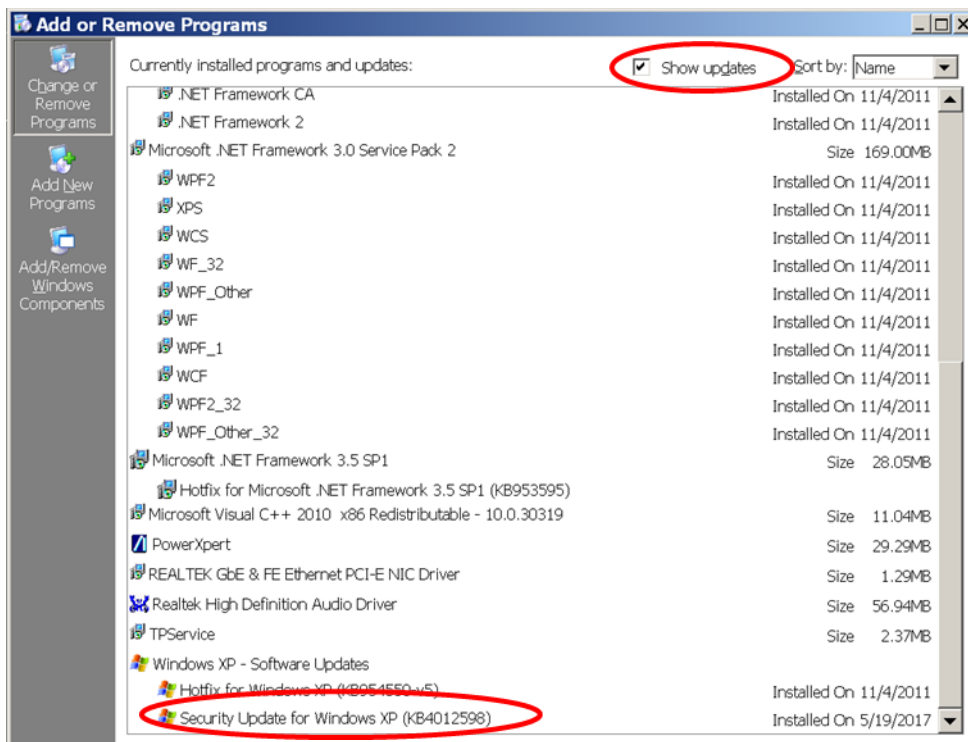 Add or Remove Programs
Change or
Remove
Programs
Add New
Programs
Add/Remove
Windows
Components
Currently installed programs and updates:
Show updates
Sort by: Name
.NET Framework CA Installed On 11/4/2011
.NET Framework 2 Installed On 11/4/2011
Microsoft .NET Framework 3.0 Service Pack 2 Size 169.00MB
WPF2 Installed On 11/4/2011
XPS Installed On 11/4/2011
WCS Installed On 11/4/2011
WF_32 Installed On 11/4/2011
WPF_Other Installed On 11/4/2011
WF Installed On 11/4/2011
WPF_1 Installed On 11/4/2011
WCF Installed On 11/4/2011
WPF2_32 Installed On 11/4/2011
WPF_Other_32 Installed On 11/4/2011
Microsoft .NET Framework 3.5 SP1 Size 28.05MB
Hotfix for Microsoft .NET Framework 3.5 SP1 (KB953595)
Microsoft Visual C++ 2010 x86 Redistributable - 10.0.30319 Size 11.04MB
PowerXpert Size 29.29MB
REALTEK GbE & FE Ethernet PCI-E NIC Driver Size 1.29MB
Realtek High Definition Audio Driver Size 56.94MB
TPService Size 2.37MB
Windows XP - Software Updates
Hotfix for Windows XP (KB954550-v5) Installed On 11/4/2011
Security Update for Windows XP (KB4012598) Installed On 5/19/2017